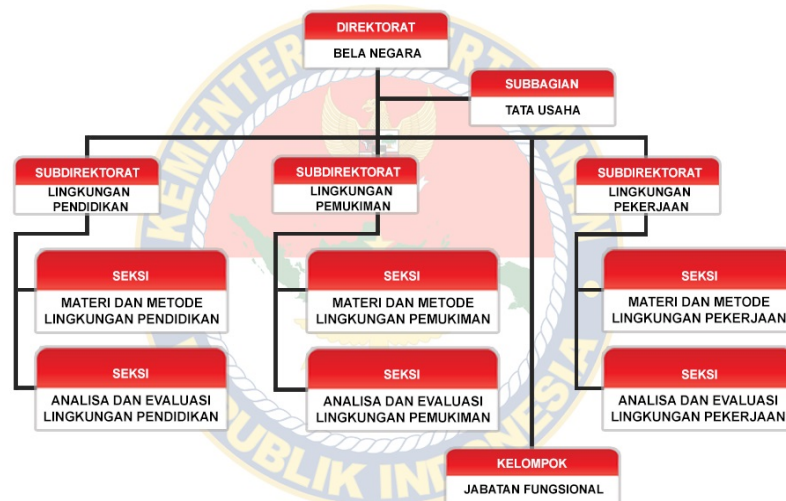 DIREKTORAT
BELA NEGARA
SUBBAGIAN
TATA USAHA
SUBDIREKTORAT
LINGKUNGAN
PENDIDIKAN
SUBDIREKTORAT
LINGKUNGAN
PEMUKIMAN
SUBDIREKTORAT
LINGKUNGAN
PEKERJAAN
SEKSI
MATERI DAN METODE
LINGKUNGAN PENDIDIKAN
SEKSI
MATERI DAN METODE
LINGKUNGAN PEMUKIMAN
SEKSI
MATERI DAN METODE
LINGKUNGAN PEKERJAAN
SEKSI
ANALISA DAN EVALUASI
LINGKUNGAN PENDIDIKAN
SEKSI
ANALISA DAN EVALUASI
LINGKUNGAN PEMUKIMAN
SEKSI
ANALISA DAN EVALUASI
LINGKUNGAN PEKERJAAN
KELOMPOK
JABATAN FUNGSIONAL